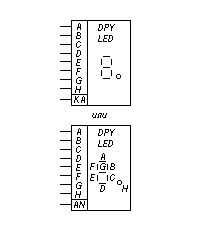 A DPY
B LED
C
D
E
F
G
H
KA
или
A DPY
B LED
C
D A
E F G B
F E C
G D H
H
AN